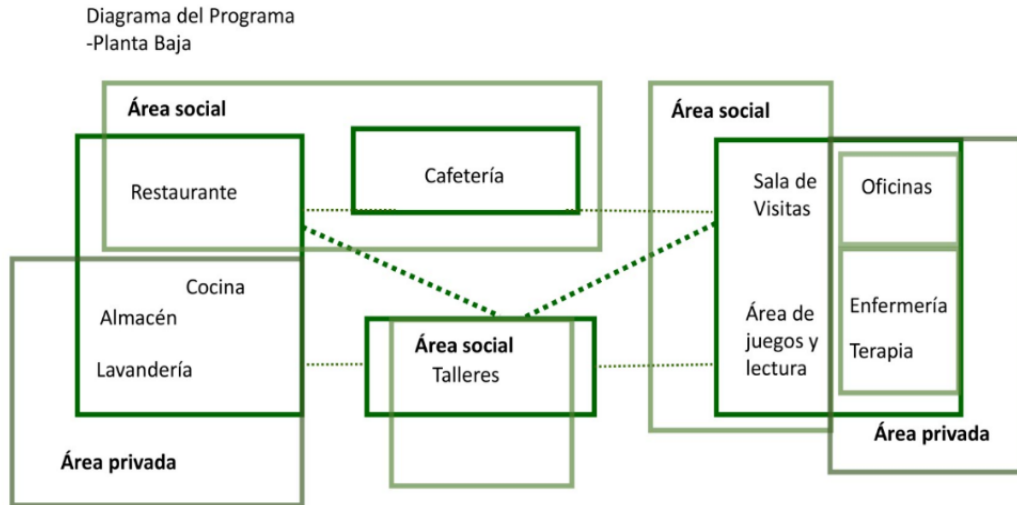 Diagrama del Programa
-Planta Baja
Área social
Restaurante
Cafetería
Cocina
Almacén
Lavandería
Área privada
Área social
Talleres
Área social
Sala de
Visitas
Área de
juegos y
lectura
Oficinas
Enfermería
Terapia
Área privada